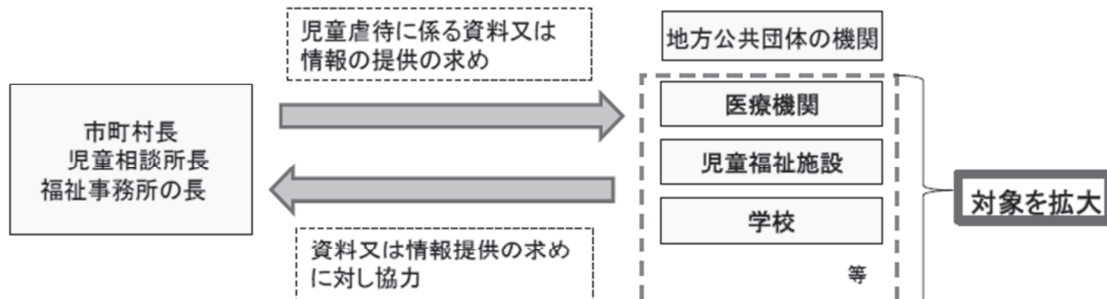 児童虐待に係る資料又は
情報の提供の求め
地方公共団体の機関
市町村長
児童相談所長
福祉事務所の長
医療機関
児童福祉施設
学校
等
対象を拡大
資料又は情報提供の求め
に対し協力